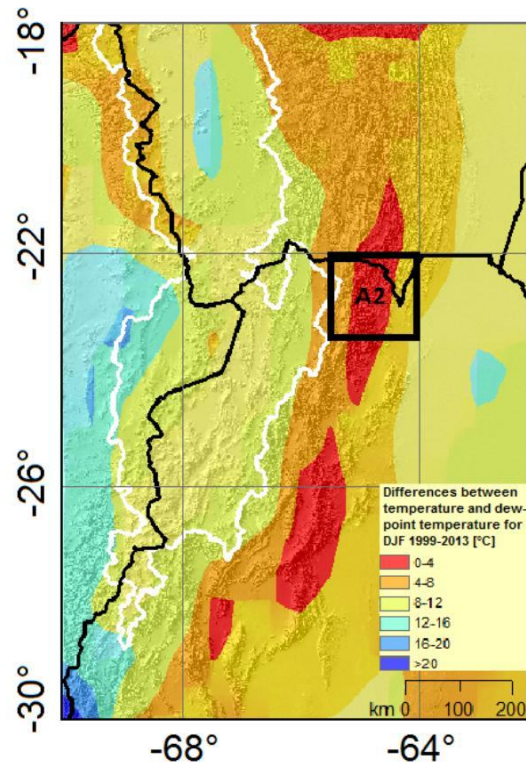 -18°
-22°
A2
-26°
Differences between
temperature and dew-
point temperature for
DJF 1999-2013 [°C]
0-4
4-8
8-12
12-16
16-20
>20
km 0 100 200
-30°
-68° -64°